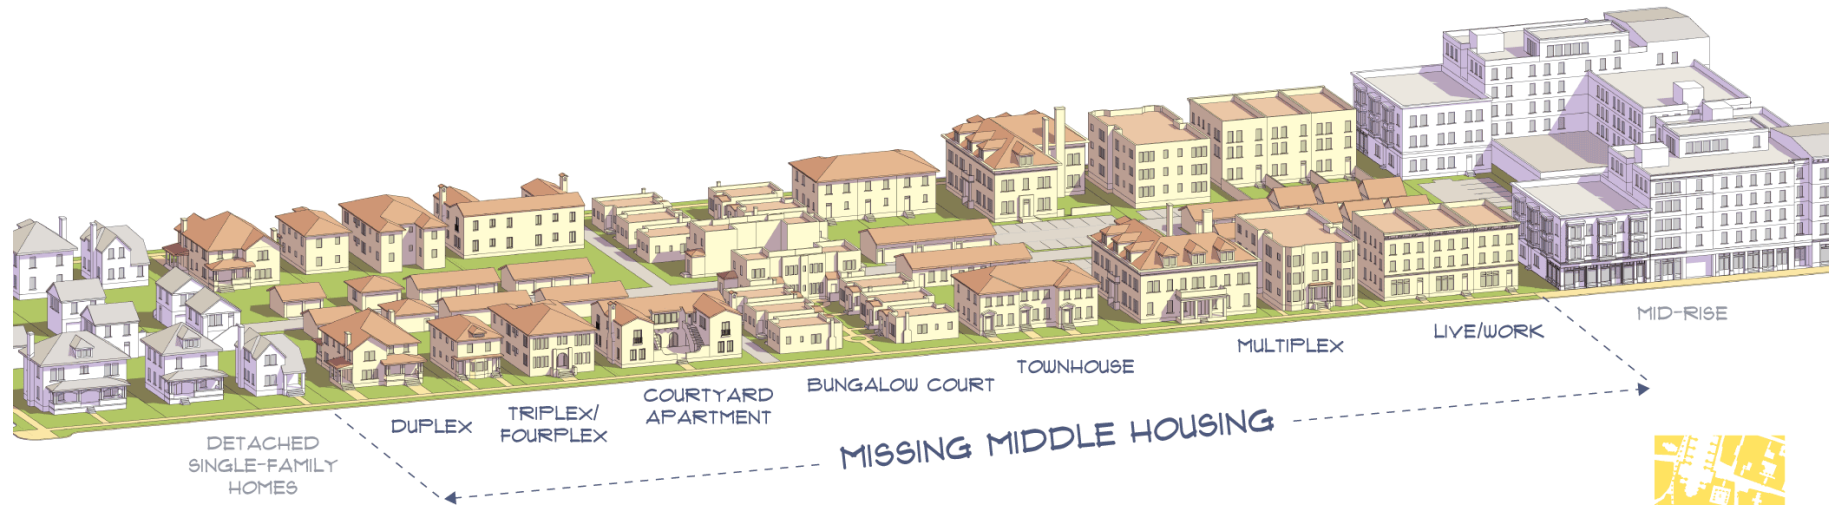 DETACHED
SINGLE-FAMILY
HOMES
DUPLEX
TRIPLEX/
FOURPLEX
COURTYARD
APARTMENT
BUNGALOW COURT
TOWNHOUSE
MULTIPLEX
LIVE/WORK
MID-RISE
MISSING MIDDLE HOUSING